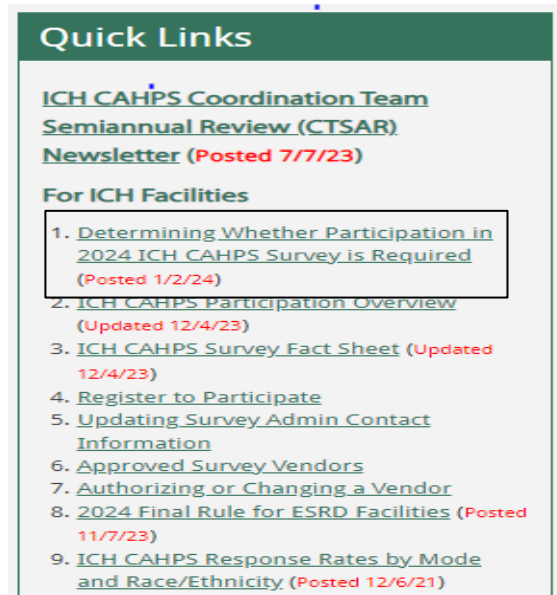 Quick Links
ICH CAHPS Coordination Team
Semiannual Review (CTSAR)
Newsletter (Posted 7/7/23)
For ICH Facilities
1. Determining Whether Participation in
2024 ICH CAHPS Survey is Required
(Posted 1/2/24)
2. ICH CAHPS Participation Overview
(Updated 12/4/23)
3. ICH CAHPS Survey Fact Sheet (Updated
12/4/23)
4. Register to Participate
5. Updating Survey Admin Contact
Information
6. Approved Survey Vendors
7. Authorizing or Changing a Vendor
8. 2024 Final Rule for ESRD Facilities (Posted
11/7/23)
9. ICH CAHPS Response Rates by Mode
and Race/Ethnicity (Posted 12/6/21)